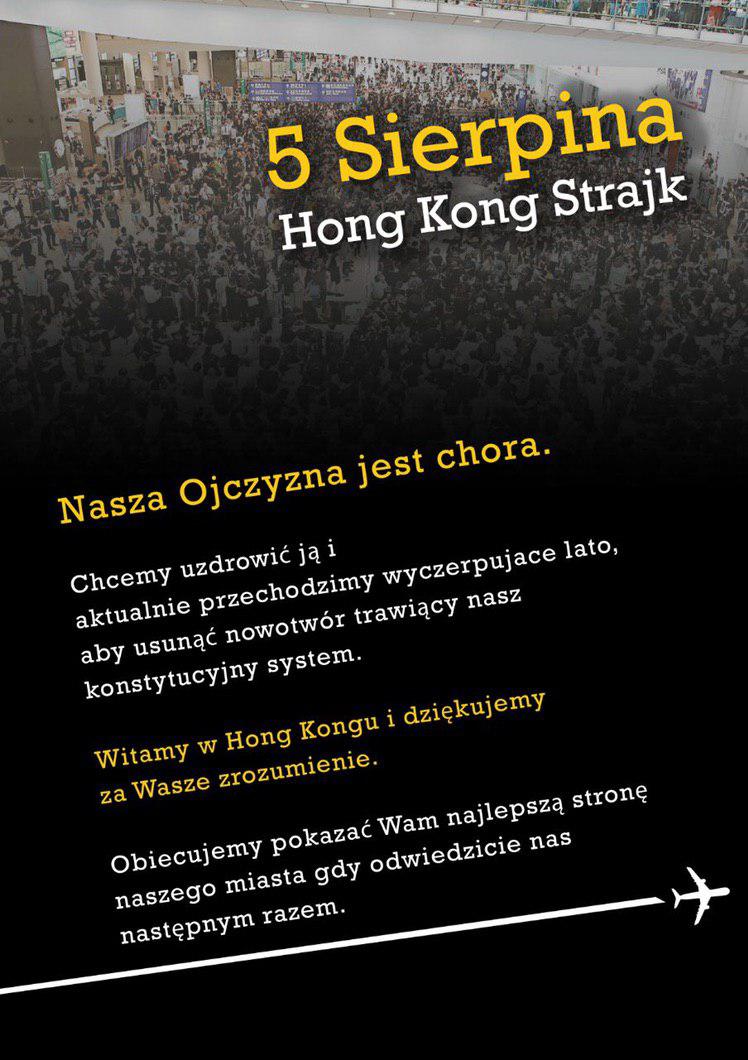 5 Sierpina
Hong Kong Strajk
Nasza Ojczyzna jest chora.
Chcemy uzdrowić ją i
aktualnie przechodzimy wyczerpujace lato,
aby usunąć nowotwór trawiący nasz
konstytucyjny system.
Witamy w Hong Kongu i dziękujemy
za Wasze zrozumienie.
Obiecujemy pokazać Wam najlepszą stronę
naszego miasta gdy odwiedzicie nas
następnym razem.